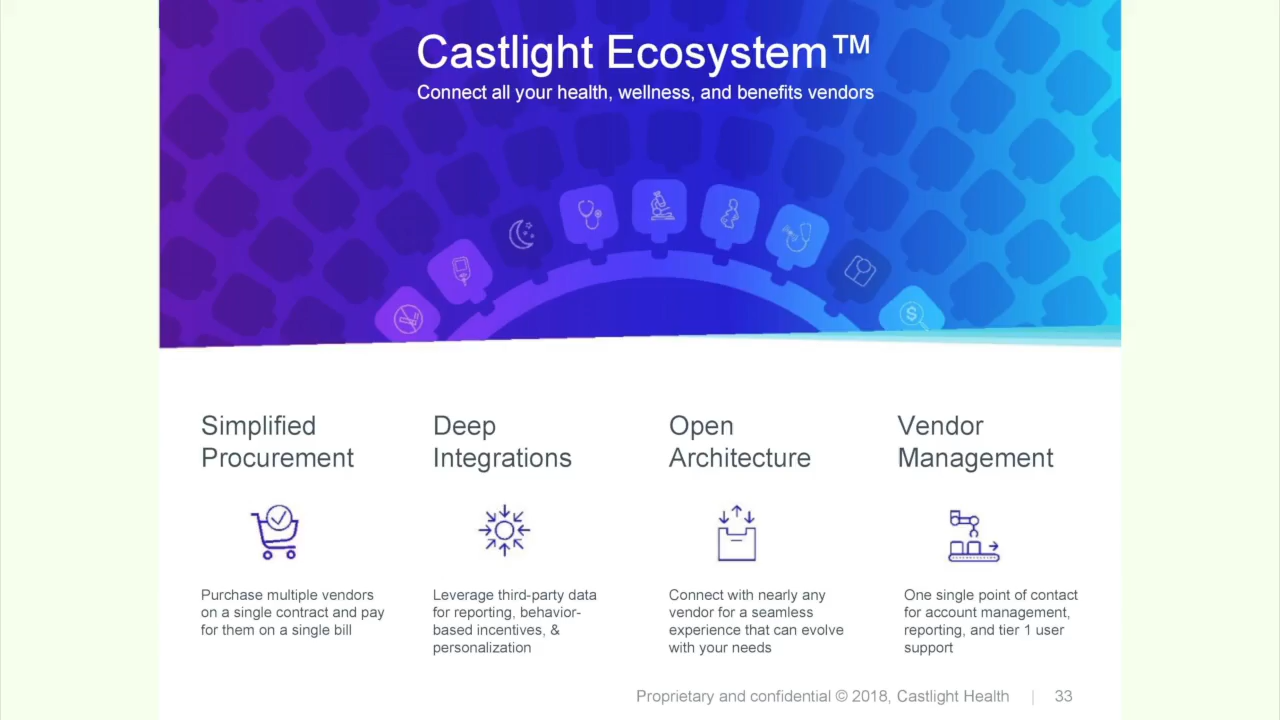 Castlight Ecosystem™
Connect all your health, wellness, and benefits vendors
$
Simplified
Procurement
Purchase multiple vendors
on a single contract and pay
for them on a single bill
Deep
Integrations
Leverage third-party data
for reporting, behavior-
based incentives, &
personalization
Open
Architecture
Connect with nearly any
vendor for a seamless
experience that can evolve
with your needs
Vendor
Management
One single point of contact
for account management,
reporting, and tier 1 user
support
Proprietary and confidential © 2018, Castlight Health | 33